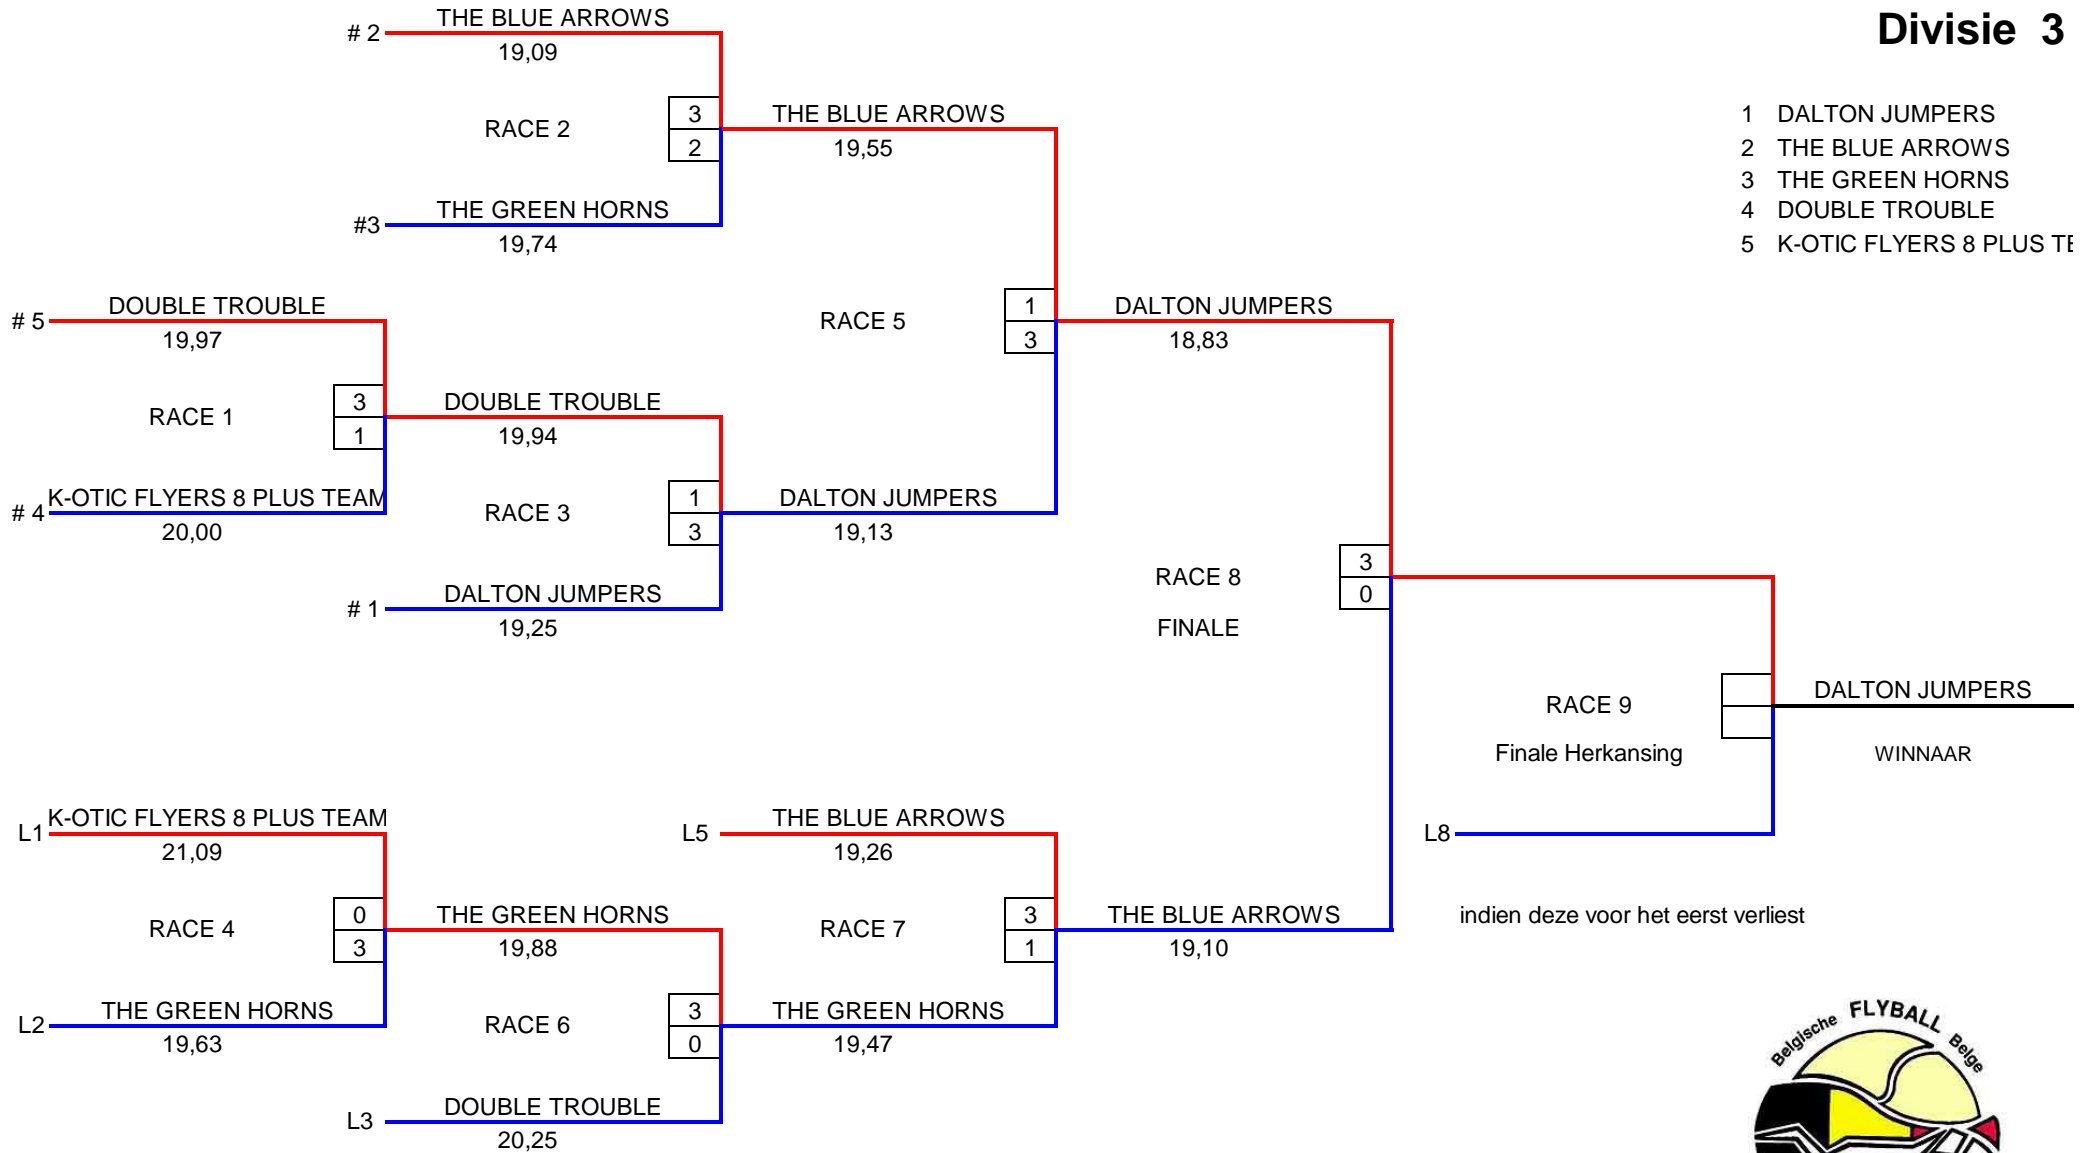 Divisie 3
1 DALTON JUMPERS
2 THE BLUE ARROWS
3 THE GREEN HORNS
4 DOUBLE TROUBLE
5 K-OTIC FLYERS 8 PLUS TE
# 2 THE BLUE ARROWS
19,09
RACE 2 3 2
#3 THE GREEN HORNS
19,74
THE BLUE ARROWS
19,55
# 5 DOUBLE TROUBLE
19,97
RACE 1 3 1
# 4 K-OTIC FLYERS 8 PLUS TEAM
20,00
DOUBLE TROUBLE
19,94
RACE 3 1 3
# 1 DALTON JUMPERS
19,25
DALTON JUMPERS
19,13
RACE 5 1 3
DALTON JUMPERS
18,83
RACE 8 3 0
FINALE
RACE 9
Finale Herkansing
DALTON JUMPERS
WINNAAR
L8
indien deze voor het eerst verliest
L1 K-OTIC FLYERS 8 PLUS TEAM
21,09
RACE 4 0 3
L2 THE GREEN HORNS
19,63
THE GREEN HORNS
19,88
RACE 6 3 0
L3 DOUBLE TROUBLE
20,25
L5 THE BLUE ARROWS
19,26
RACE 7 3 1
THE GREEN HORNS
19,47
THE BLUE ARROWS
19,10
Belgische FLYBALL Belge